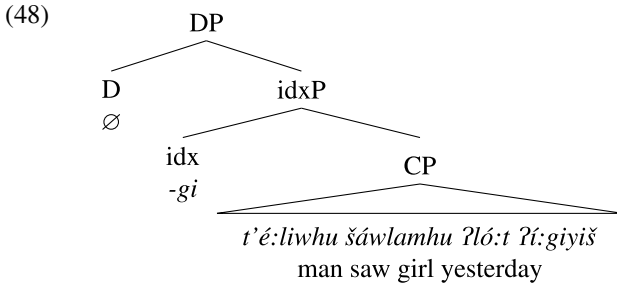 (48)
DP
D
idxP
∅
idx
CP
-gi
t’é:liwhu šáwlamhu ʔló:t ʔí:giyiš
man saw girl yesterday